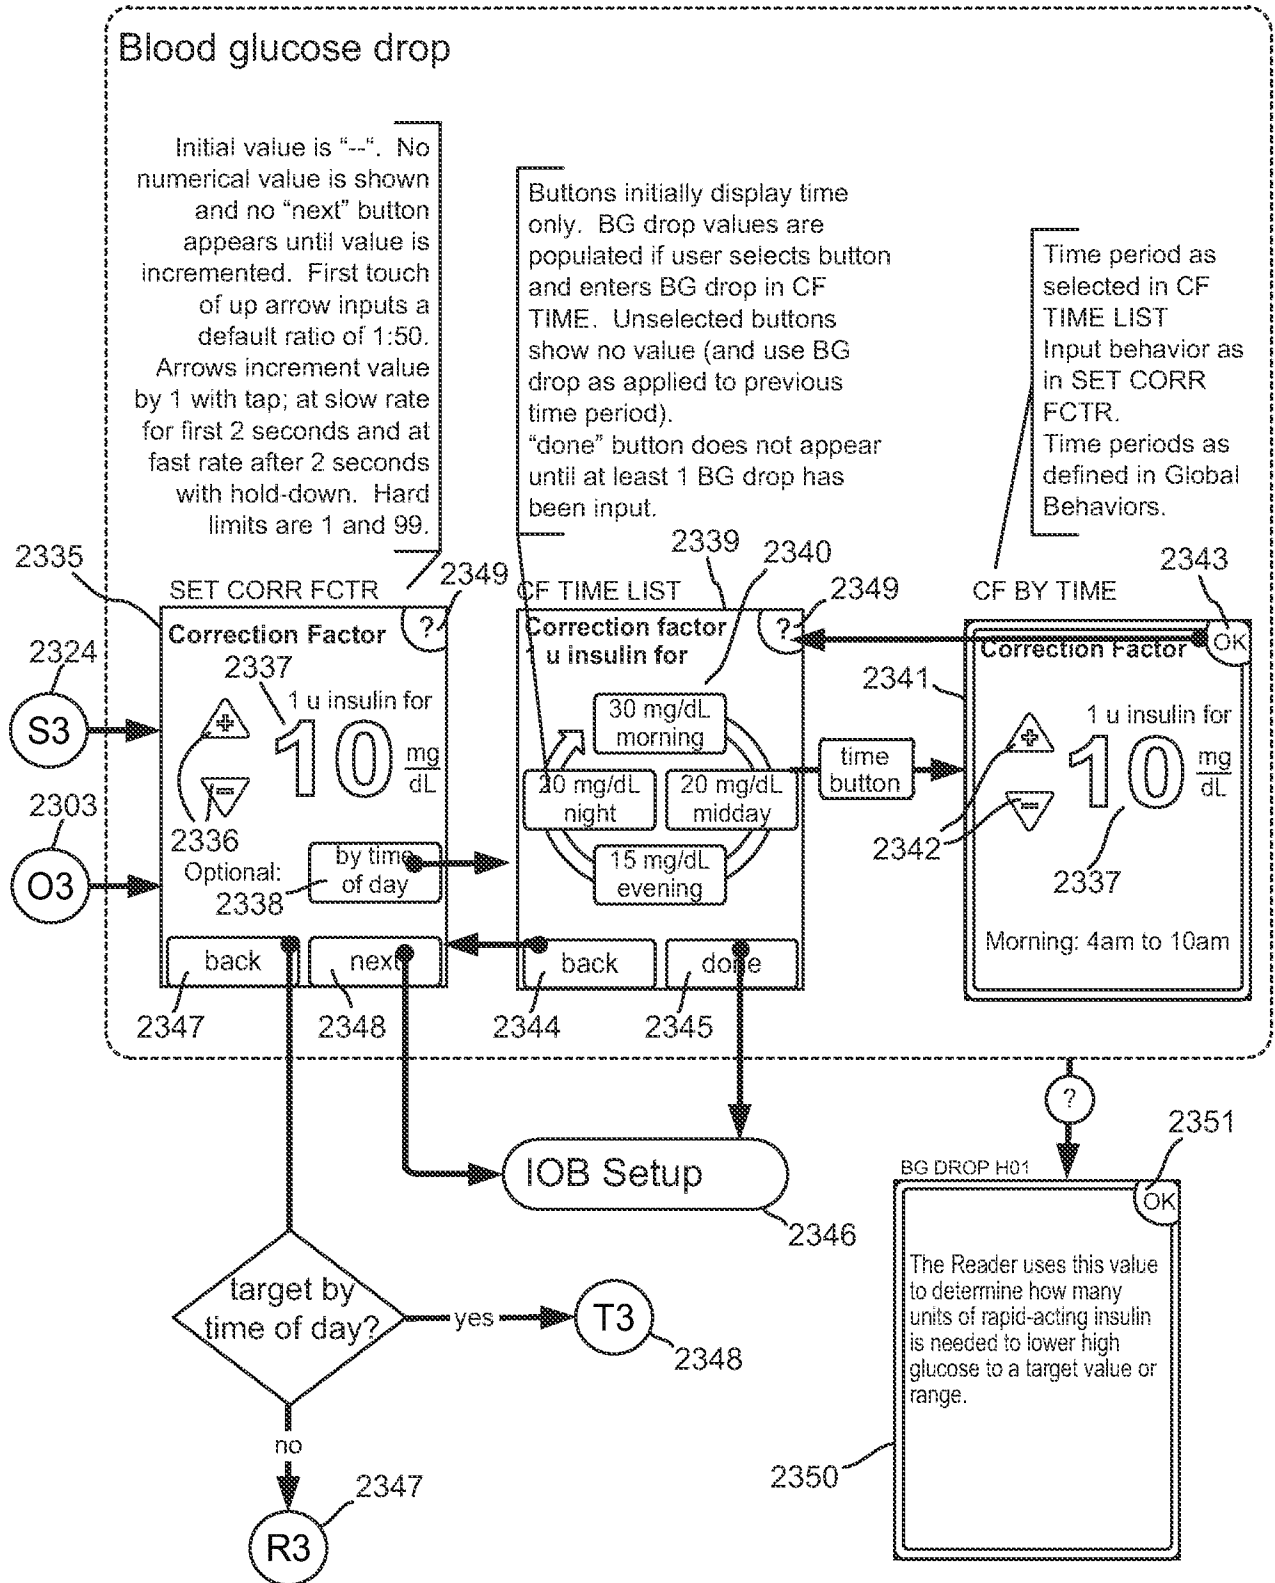 Blood glucose drop
Initial value is “--“. No
numerical value is shown
and no “next” button
appears until value is
incremented. First touch
of up arrow inputs a
default ratio of 1:50.
Arrows increment value
by 1 with tap; at slow rate
for first 2 seconds and at
fast rate after 2 seconds
with hold-down. Hard
limits are 1 and 99.
Buttons initially display time
only. BG drop values are
populated if user selects button
and enters BG drop in CF
TIME. Unselected buttons
show no value (and use BG
drop as applied to previous
time period).
“done” button does not appear
until at least 1 BG drop has
been input.
Time period as
selected in CF
TIME LIST
Input behavior as
in SET CORR
FCTR.
Time periods as
defined in Global
Behaviors.
2335
SET CORR FCTR
2349
Correction Factor
?
2337
1 u insulin for
+
10
mg
dL
−
2336
Optional:
by time
of day
2338
back
next
2347
2348
2324
S3
2303
O3
2339
2340
CF TIME LIST
2349
Correction factor
u insulin for
?
30 mg/dL
morning
20 mg/dL
night
20 mg/dL
midday
15 mg/dL
evening
back
done
2344
2345
time
button
2343
CF BY TIME
OK
Correction Factor
2341
1 u insulin for
+
10
mg
dL
−
2342
2337
Morning: 4am to 10am
?
IOB Setup
2346
target by
time of day?
yes
T3
2348
no
2347
R3
2351
BG DROP H01
OK
The Reader uses this value
to determine how many
units of rapid-acting insulin
is needed to lower high
glucose to a target value or
range.
2350